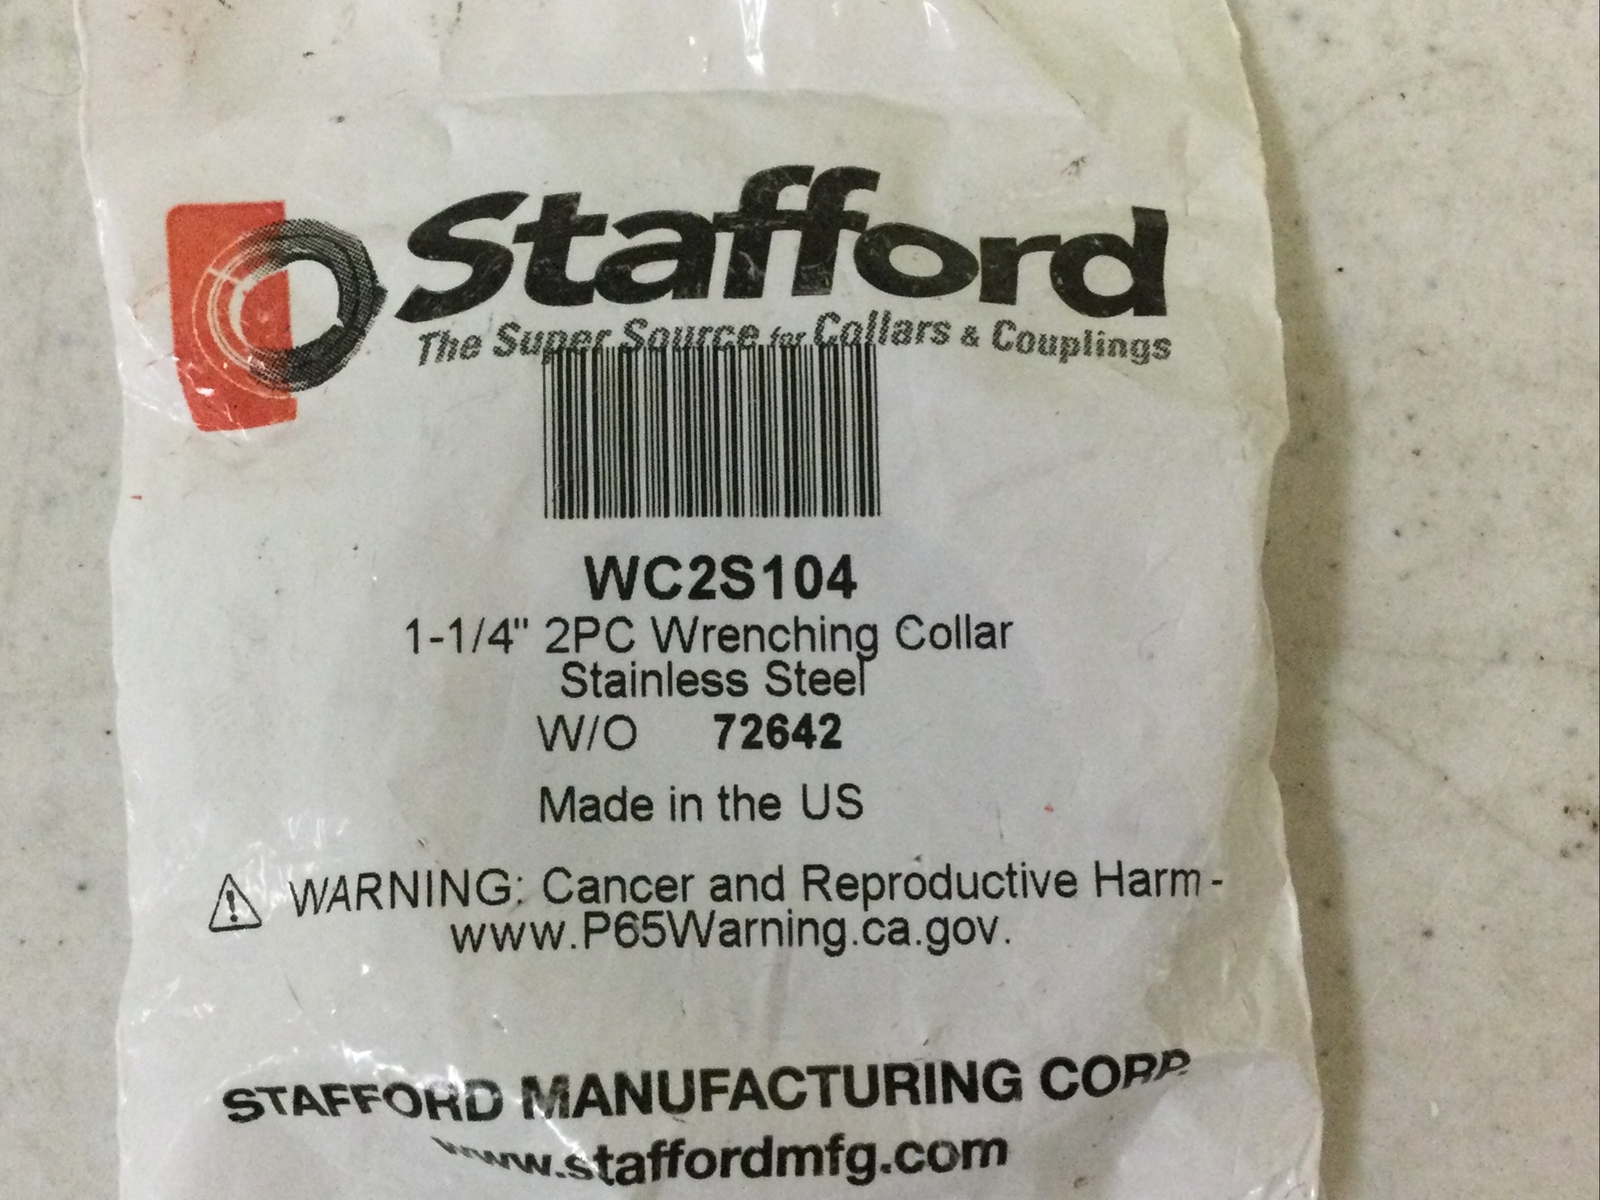 Stafford
The Super Source for Collars & Couplings
WC2S104
1-1/4" 2PC Wrenching Collar
Stainless Steel
W/O 72642
Made in the US
WARNING: Cancer and Reproductive Harm -
www.P65Warning.ca.gov.
STAFFORD MANUFACTURING CORP.
www.staffordmfg.com